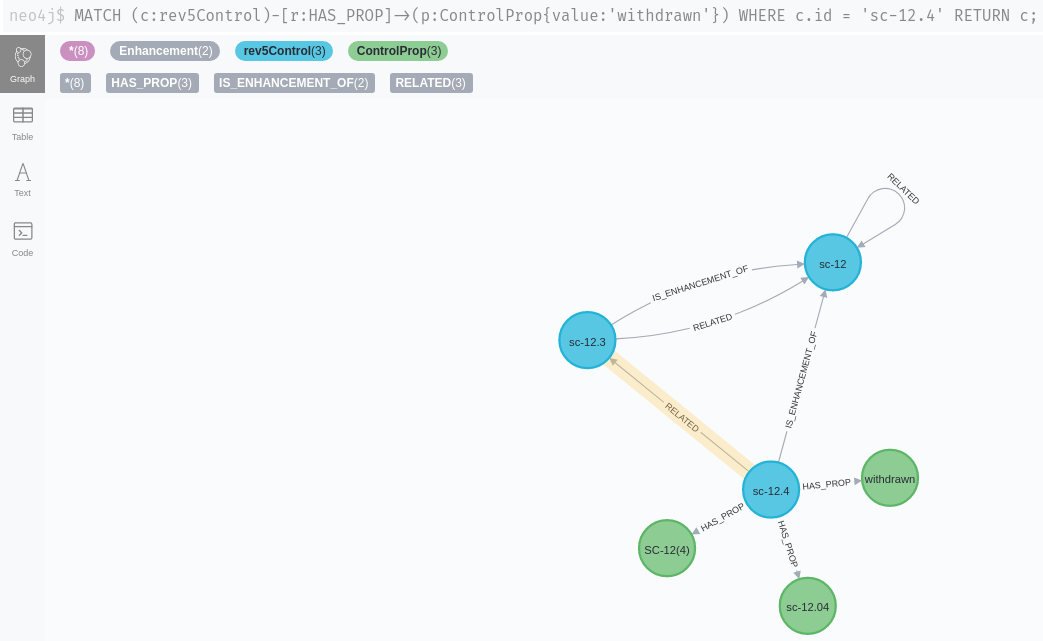 neo4j$ MATCH (c:rev5Control)-[r:HAS_PROP]->(p:ControlProp{value:'withdrawn'}) WHERE c.id = 'sc-12.4' RETURN c;
*(8) Enhancement(2) rev5Control(3) ControlProp(3)
*(8) HAS_PROP(3) IS_ENHANCEMENT_OF(2) RELATED(3)
Graph
Table
A
Text
Code
RELATED
sc-12
IS_ENHANCEMENT_OF
RELATED
sc-12.3
IS_ENHANCEMENT_OF
RELATED
sc-12.4
HAS_PROP
withdrawn
HAS_PROP
HAS_PROP
SC-12(4)
sc-12.04